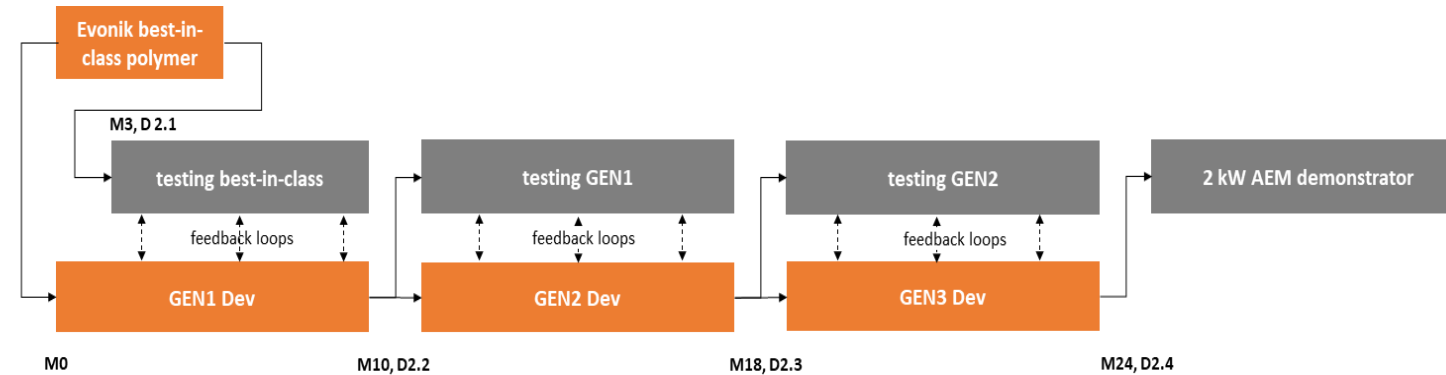 Evonik best-in-
class polymer
M3, D 2.1
testing best-in-class
testing GEN1
testing GEN2
2 kW AEM demonstrator
feedback loops
feedback loops
feedback loops
GEN1 Dev
GEN2 Dev
GEN3 Dev
M0
M10, D2.2
M18, D2.3
M24, D2.4